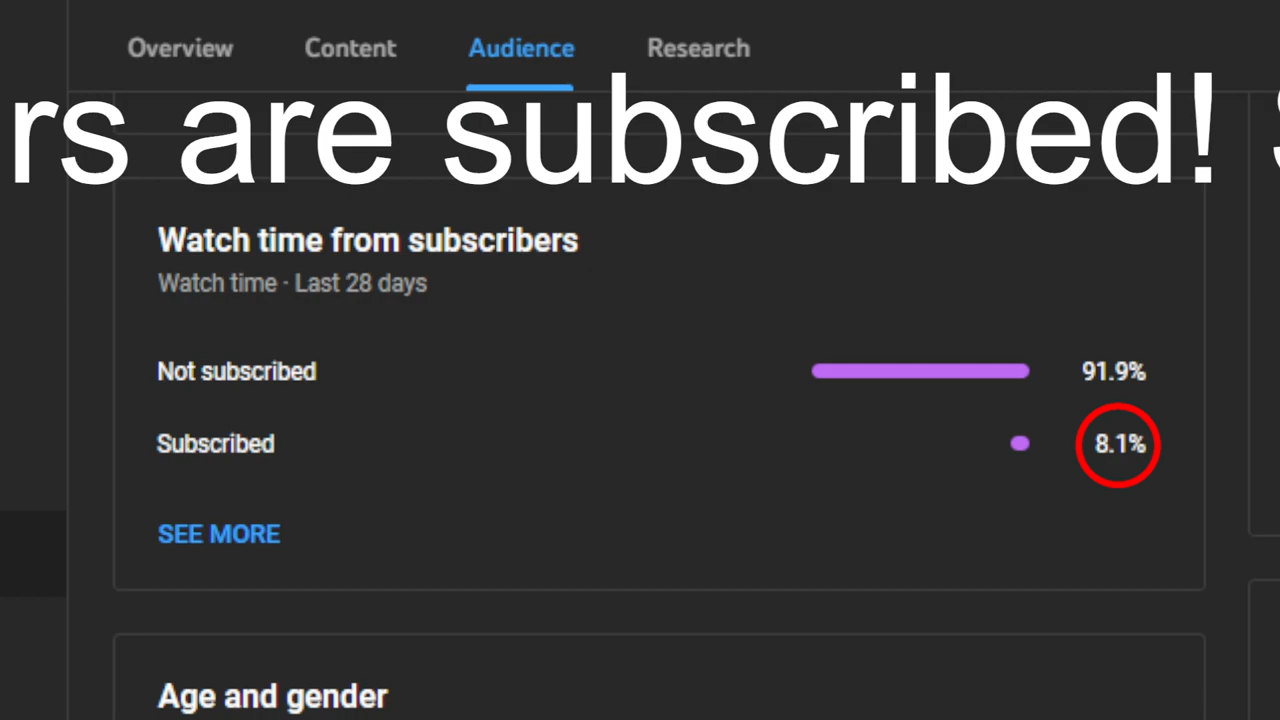 Overview Content Audience Research
rs are subscribed!
Watch time from subscribers
Watch time · Last 28 days
Not subscribed 91.9%
Subscribed 8.1%
SEE MORE
Age and gender